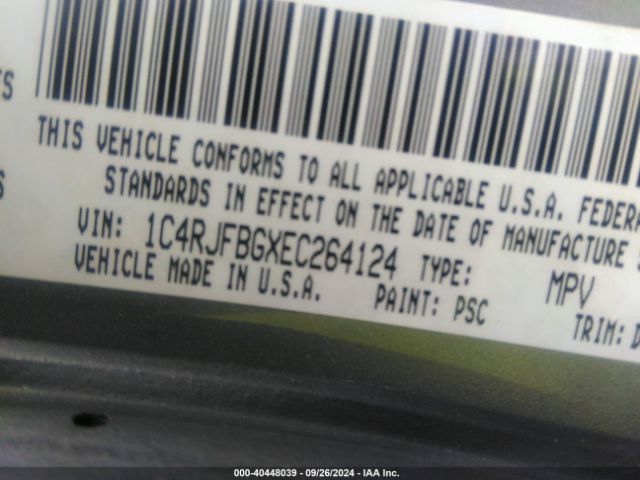 TS
THIS VEHICLE CONFORMS TO ALL APPLICABLE U.S.A. FEDERA
STANDARDS IN EFFECT ON THE DATE OF MANUFACTURE
S
VIN: 1C4RJFBGXEC264124 TYPE: MPV
VEHICLE MADE IN U.S.A. PAINT: PSC TRIM: D
000-40448039 - 09/26/2024 - IAA Inc.